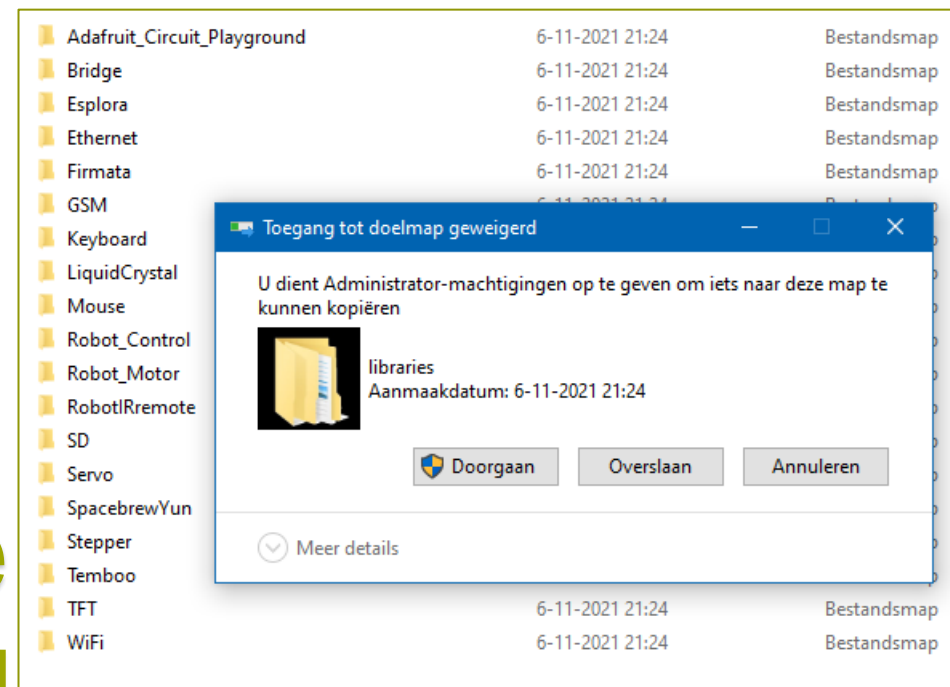 Adafruit_Circuit_Playground 6-11-2021 21:24 Bestandsmap
Bridge 6-11-2021 21:24 Bestandsmap
Esplora 6-11-2021 21:24 Bestandsmap
Ethernet 6-11-2021 21:24 Bestandsmap
Firmata 6-11-2021 21:24 Bestandsmap
GSM
Keyboard
LiquidCrystal
Mouse
Robot_Control
Robot_Motor
RobotIRremote
SD
Servo
SpacebrewYun
Stepper
Temboo
TFT 6-11-2021 21:24 Bestandsmap
WiFi 6-11-2021 21:24 Bestandsmap
Toegang tot doelmap geweigerd
U dient Administrator-machtigingen op te geven om iets naar deze map te
kunnen kopiëren
libraries
Aanmaakdatum: 6-11-2021 21:24
Doorgaan Overslaan Annuleren
Meer details